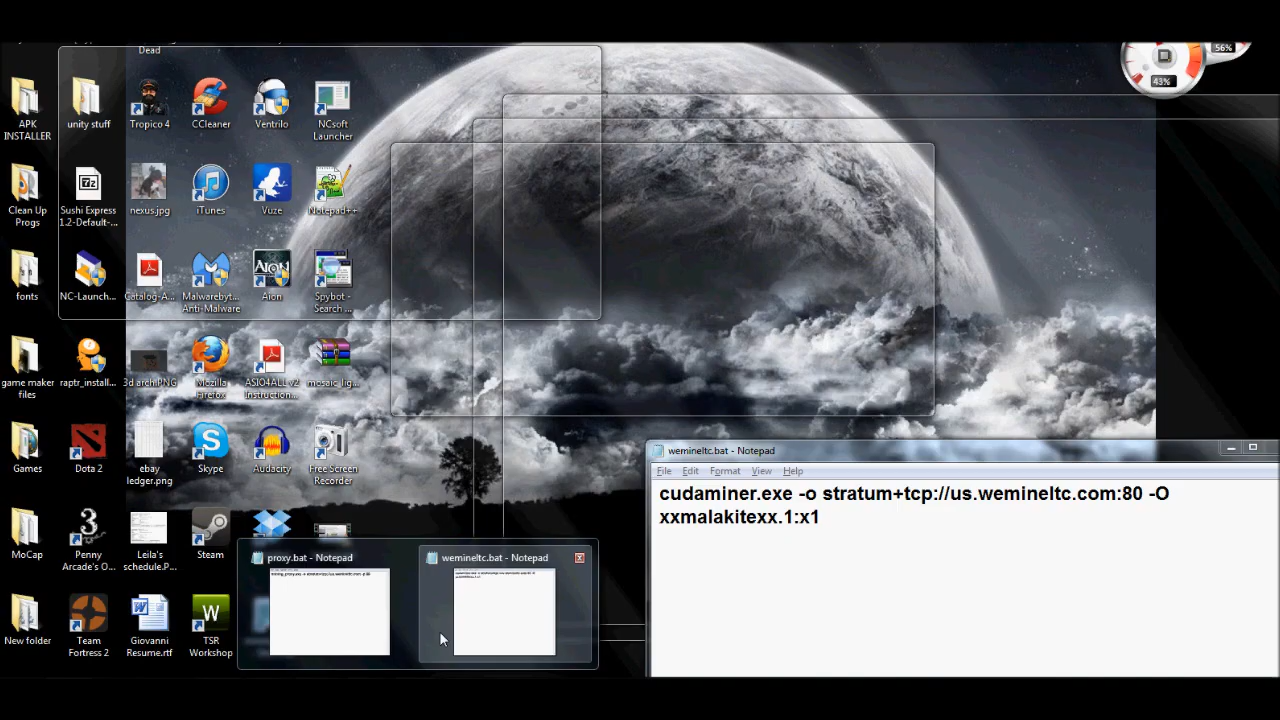 Dead
56%
43%
APK INSTALLER
unity stuff
Tropico 4
CCleaner
Ventrilo
NCsoft Launcher
Clean Up Progs
Sushi Express 1.2-Default-...
nexus.jpg
iTunes
Vuze
Notepad++
fonts
NC-Launch...
Catalog-A...
Malwarebyt... Anti-Malware
Aion
Spybot - Search ...
game maker files
raptr_install...
3d arch.PNG
Mozilla Firefox
ASIO4ALL v2 Instruction...
mosaic_lig...
Games
Dota 2
ebay ledger.png
Skype
Audacity
Free Screen Recorder
MoCap
Penny Arcade's O...
Leila's schedule.P...
Steam
New folder
Team Fortress 2
Giovanni Resume.rtf
TSR Workshop
proxy.bat - Notepad
wemineltc.bat - Notepad
wemineltc.bat - Notepad
File Edit Format View Help
cudaminer.exe -o stratum+tcp://us.wemineltc.com:80 -O
xxmalakitexx.1:x1